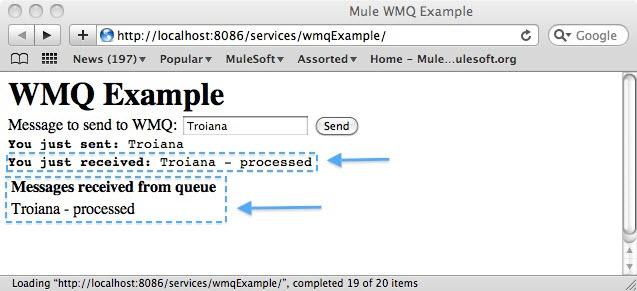 Mule WMQ Example
http://localhost:8086/services/wmqExample/
Google
News (197) Popular MuleSoft Assorted Home - Mule...ulesoft.org
WMQ Example
Message to send to WMQ: Troiana Send
You just sent: Troiana
You just received: Troiana - processed
Messages received from queue
Troiana - processed
Loading "http://localhost:8086/services/wmqExample/", completed 19 of 20 items